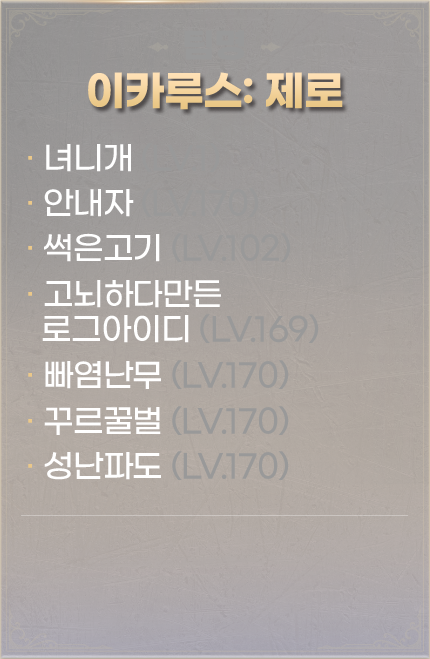 이카루스: 제로
· 녀니개
· 안내자 (LV.170)
· 썩은고기 (LV.102)
· 고뇌하다만든
로그아이디 (LV.169)
· 빠염난무 (LV.170)
· 꾸르꿀벌 (LV.170)
· 성난파도 (LV.170)